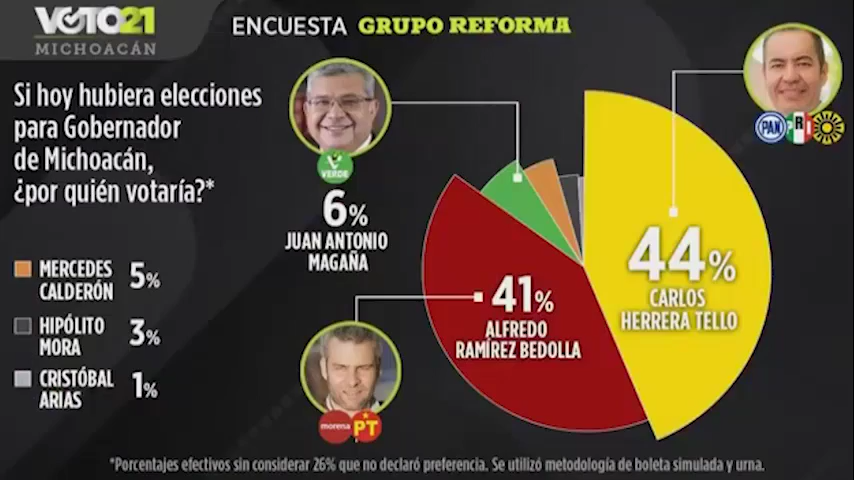 VOTO21
MICHOACÁN
ENCUESTA GRUPO REFORMA
Si hoy hubiera elecciones
para Gobernador
de Michoacán,
¿por quién votaría?*
MERCEDES
CALDERÓN 5%
HIPÓLITO
MORA 3%
CRISTÓBAL
ARIAS 1%
VERDE
6%
JUAN ANTONIO
MAGAÑA
41%
ALFREDO
RAMÍREZ BEDOLLA
morena PT
PAN PRI
44%
CARLOS
HERRERA TELLO
*Porcentajes efectivos sin considerar 26% que no declaró preferencia. Se utilizó metodología de boleta simulada y urna.